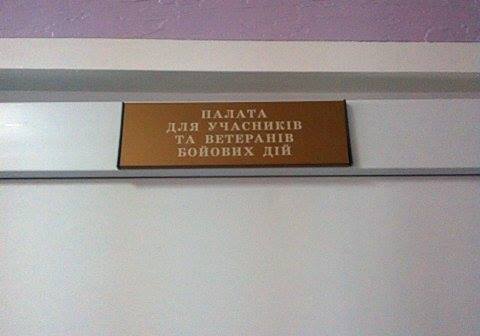 ПАЛАТА
ДЛЯ УЧАСНИКІВ
ТА ВЕТЕРАНІВ
БОЙОВИХ ДІЙ